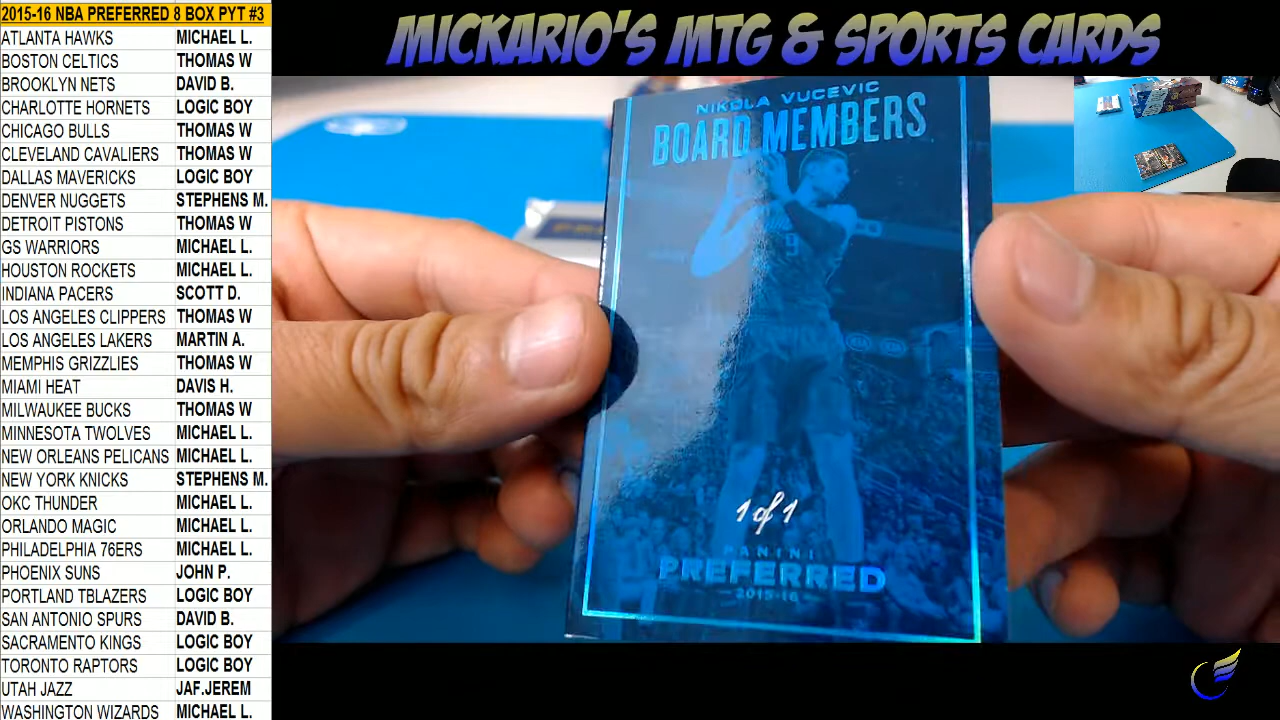 2015-16 NBA PREFERRED 8 BOX PYT #3
ATLANTA HAWKS MICHAEL L.
BOSTON CELTICS THOMAS W
BROOKLYN NETS DAVID B.
CHARLOTTE HORNETS LOGIC BOY
CHICAGO BULLS THOMAS W
CLEVELAND CAVALIERS THOMAS W
DALLAS MAVERICKS LOGIC BOY
DENVER NUGGETS STEPHENS M.
DETROIT PISTONS THOMAS W
GS WARRIORS MICHAEL L.
HOUSTON ROCKETS MICHAEL L.
INDIANA PACERS SCOTT D.
LOS ANGELES CLIPPERS THOMAS W
LOS ANGELES LAKERS MARTIN A.
MEMPHIS GRIZZLIES THOMAS W
MIAMI HEAT DAVIS H.
MILWAUKEE BUCKS THOMAS W
MINNESOTA TWOLVES MICHAEL L.
NEW ORLEANS PELICANS MICHAEL L.
NEW YORK KNICKS STEPHENS M.
OKC THUNDER MICHAEL L.
ORLANDO MAGIC MICHAEL L.
PHILADELPHIA 76ERS MICHAEL L.
PHOENIX SUNS JOHN P.
PORTLAND TBLAZERS LOGIC BOY
SAN ANTONIO SPURS DAVID B.
SACRAMENTO KINGS LOGIC BOY
TORONTO RAPTORS LOGIC BOY
UTAH JAZZ JAF.JEREM
WASHINGTON WIZARDS MICHAEL L.
MICKARIO'S MTG & SPORTS CARDS
NIKOLA VUCEVIC
BOARD MEMBERS
1 of 1
PANINI
PREFERRED
2015-16